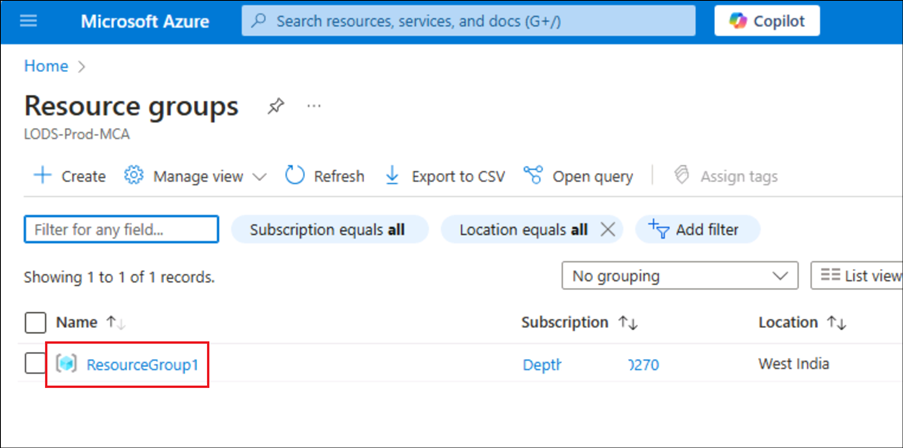 Microsoft Azure Search resources, services, and docs (G+/) Copilot
Home >
Resource groups ...
LODS-Prod-MCA
Create Manage view Refresh Export to CSV Open query Assign tags
Filter for any field... Subscription equals all Location equals all Add filter
Showing 1 to 1 of 1 records. No grouping List view
Name ↑↓ Subscription ↑↓ Location ↑↓
ResourceGroup1 Depth 0270 West India